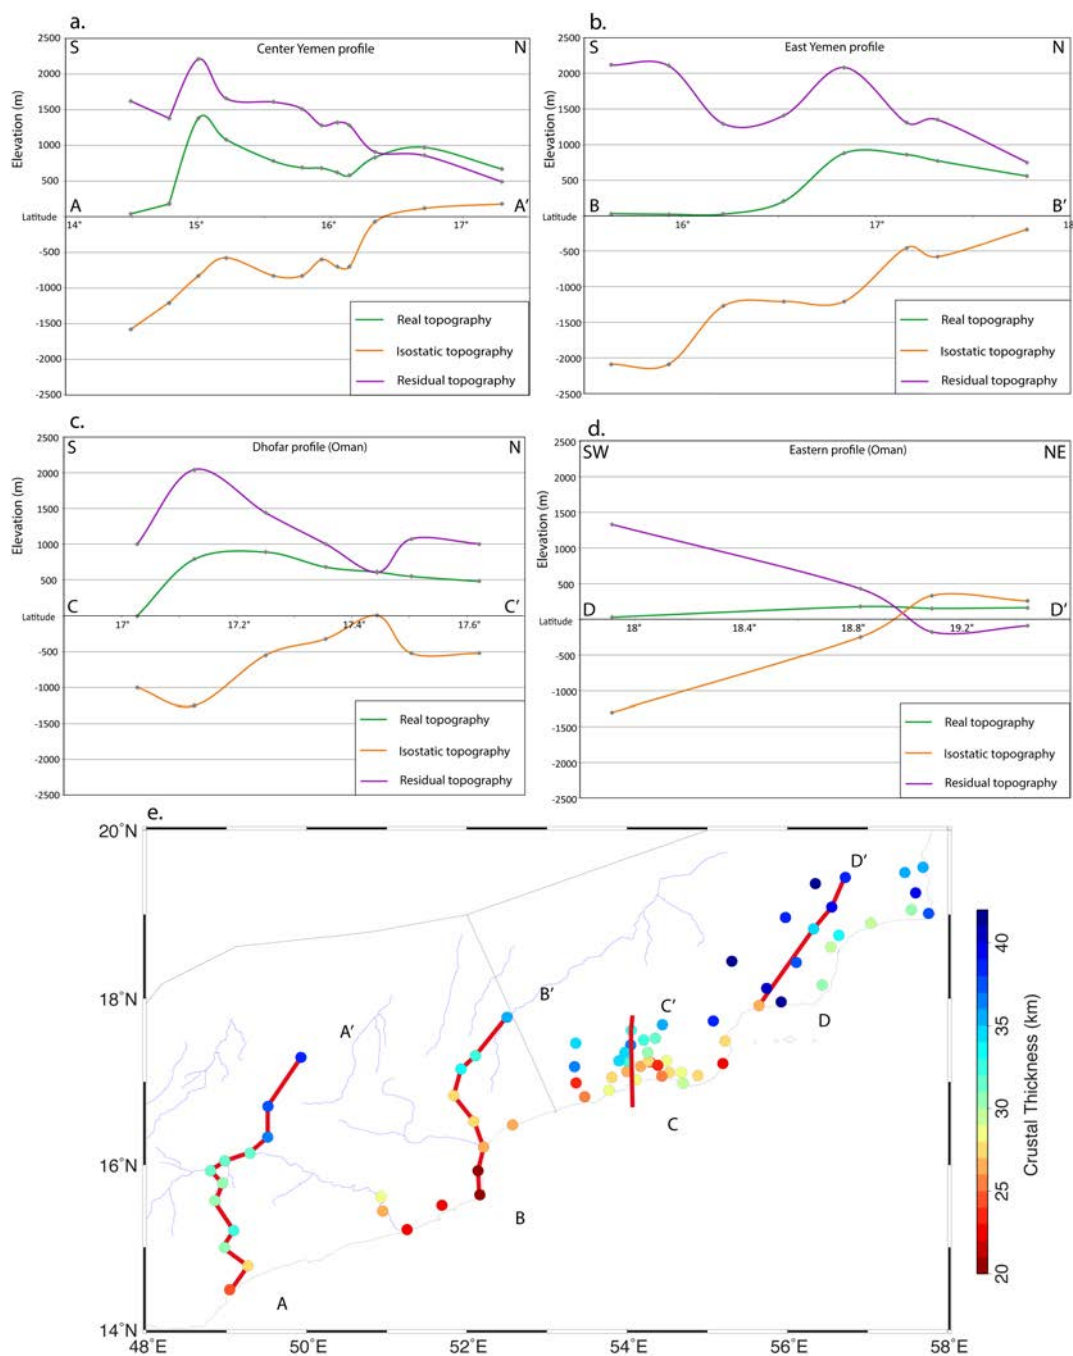 a.
S
Center Yemen profile
N
Elevation (m)
2500
2000
1500
1000
500
Latitude
-500
-1000
-1500
-2000
-2500
A
A′
14°
15°
16°
17°
Real topography
Isostatic topography
Residual topography
b.
S
East Yemen profile
N
Elevation (m)
2500
2000
1500
1000
500
Latitude
-500
-1000
-1500
-2000
-2500
B
B′
16°
17°
18
Real topography
Isostatic topography
Residual topography
c.
S
Dhofar profile (Oman)
N
Elevation (m)
2500
2000
1500
1000
500
Latitude
-500
-1000
-1500
-2000
-2500
C
C′
17°
17.2°
17.4°
17.6°
Real topography
Isostatic topography
Residual topography
d.
SW
Eastern profile (Oman)
NE
Elevation (m)
2500
2000
1500
1000
500
Latitude
-500
-1000
-1500
-2000
-2500
D
D′
18°
18.4°
18.8°
19.2°
Real topography
Isostatic topography
Residual topography
e.
20°N
18°N
16°N
14°N
48°E
50°E
52°E
54°E
56°E
58°E
A′
B′
C′
D′
A
B
C
D
40
35
30
25
20
Crustal Thickness (km)